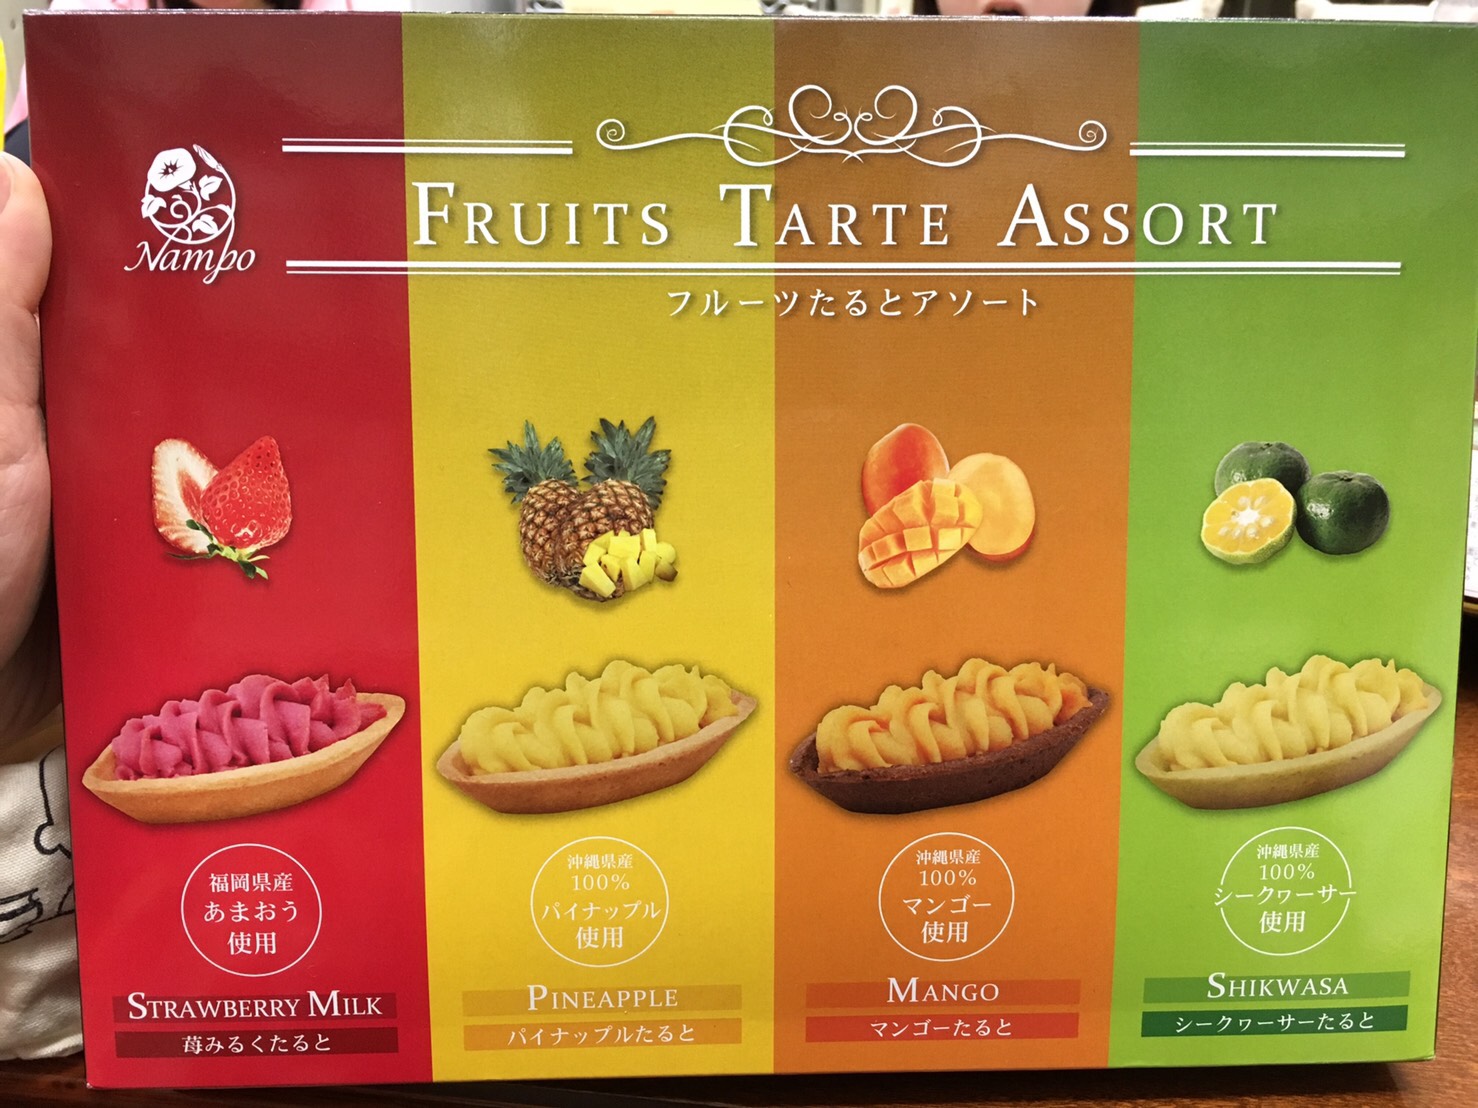 Nampo
FRUITS TARTE ASSORT
フルーツたるとアソート
福岡県産
あまおう
使用
STRAWBERRY MILK
苺みるくたると
沖縄県産
100%
パイナップル
使用
PINEAPPLE
パイナップルたると
沖縄県産
100%
マンゴー
使用
MANGO
マンゴーたると
沖縄県産
100%
シークヮーサー
使用
SHIKWASA
シークヮーサーたると